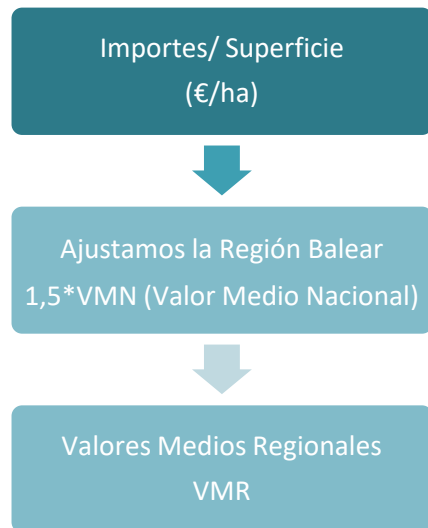 Importes/ Superficie
(€/ha)
Ajustamos la Región Balear
1,5*VMN (Valor Medio Nacional)
Valores Medios Regionales
VMR